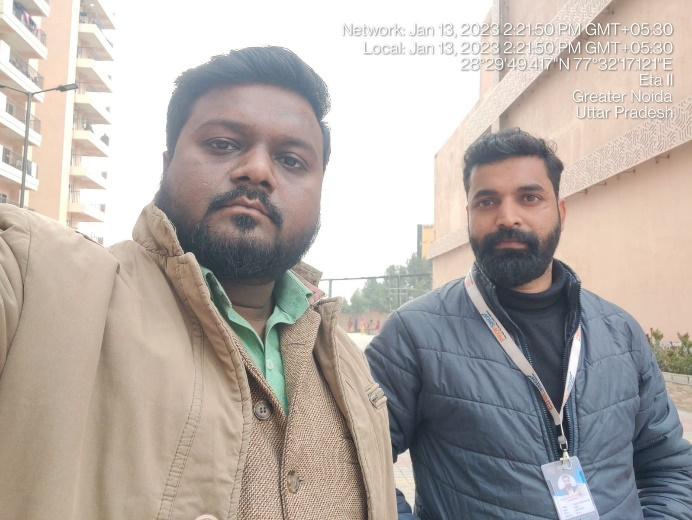 Network: Jan 13, 2023 2:21:50 PM GMT+05:30
Local: Jan 13, 2023 2:21:50 PM GMT+05:30
28°29'49.417"N 77°32'17.121"E
Eta II
Greater Noida
Uttar Pradesh